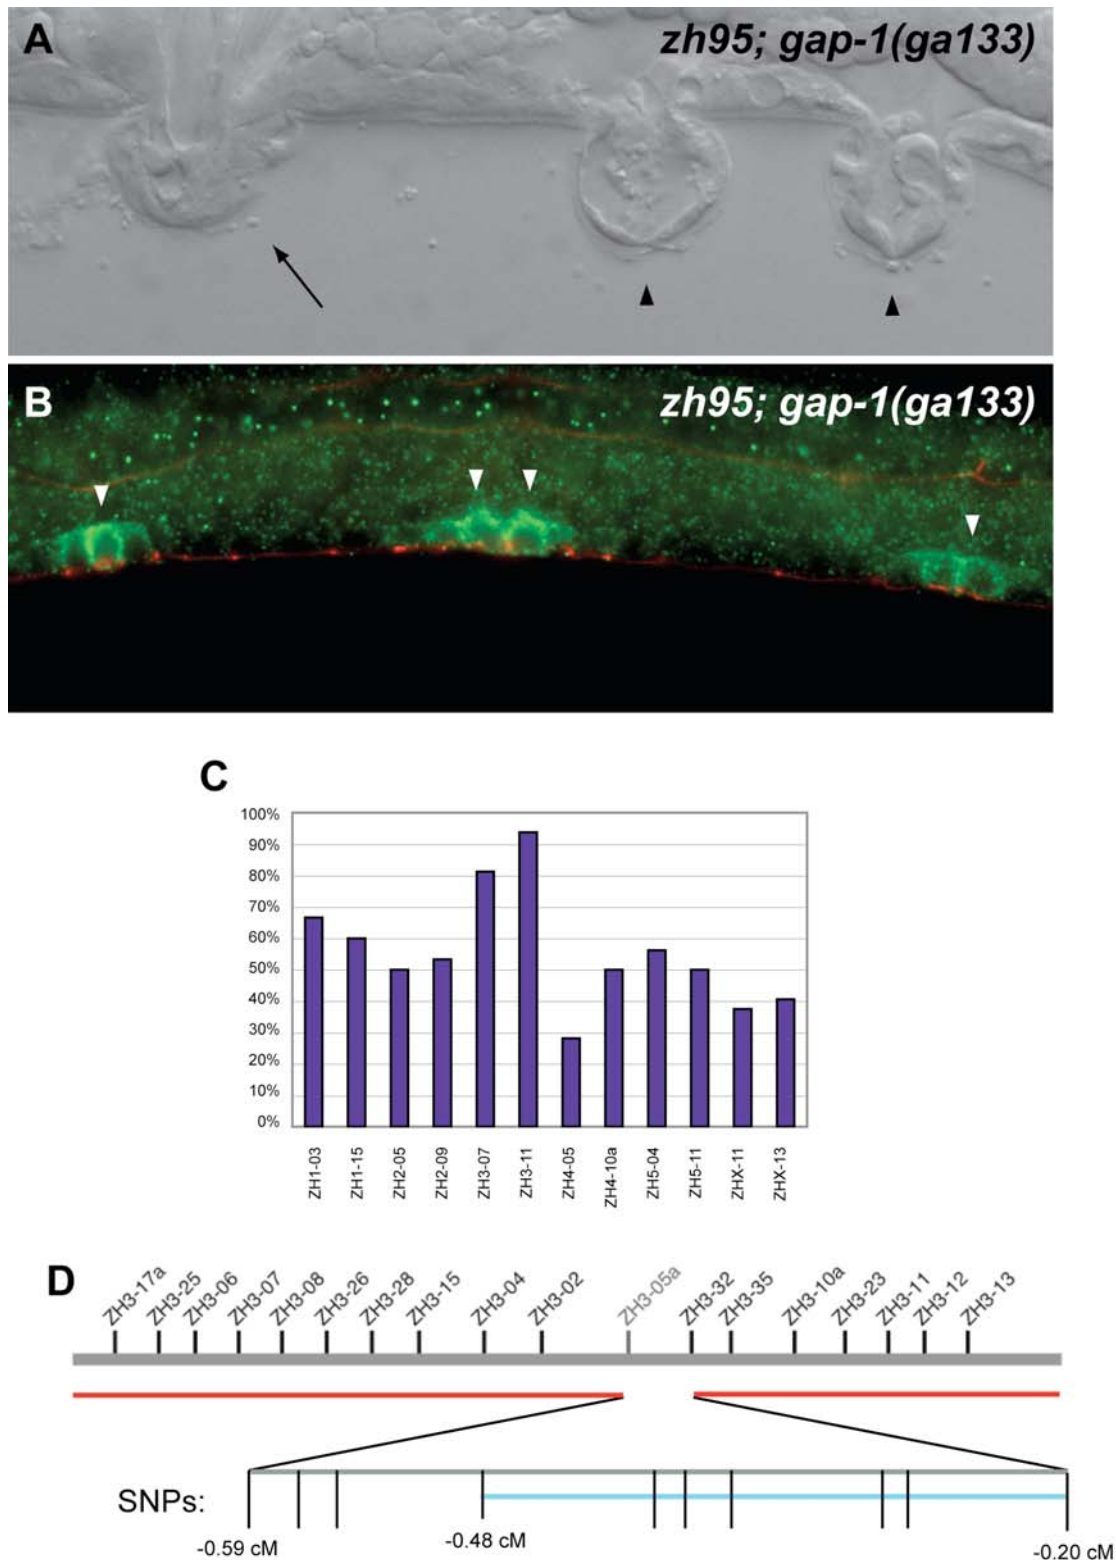 A
zh95; gap-1(ga133)
B
zh95; gap-1(ga133)
C
100%
90%
80%
70%
60%
50%
40%
30%
20%
10%
0%
ZH1-03
ZH1-15
ZH2-05
ZH2-09
ZH3-07
ZH3-11
ZH4-05
ZH4-10a
ZH5-04
ZH5-11
ZHX-11
ZHX-13
D
ZH3-17a
ZH3-25
ZH3-06
ZH3-07
ZH3-08
ZH3-26
ZH3-28
ZH3-15
ZH3-04
ZH3-02
ZH3-05a
ZH3-32
ZH3-35
ZH3-10a
ZH3-23
ZH3-11
ZH3-12
ZH3-13
SNPs:
-0.59 cM
-0.48 cM
-0.20 cM